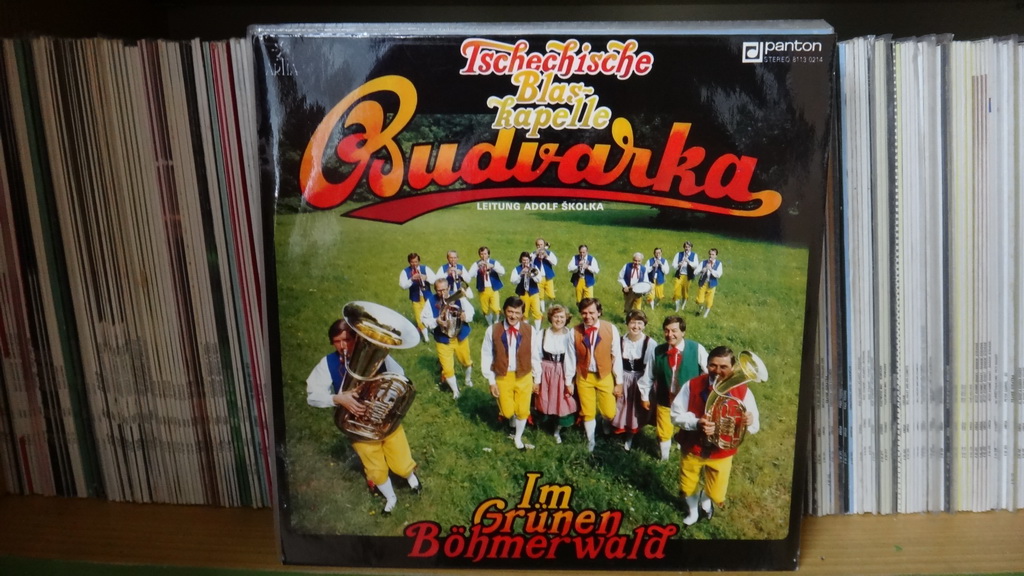 Tschechische
Blas-
kapelle
Budvarka
LEITUNG ADOLF ŠKOLKA
panton
STEREO 8113 0214
Im
Grünen
Böhmerwald